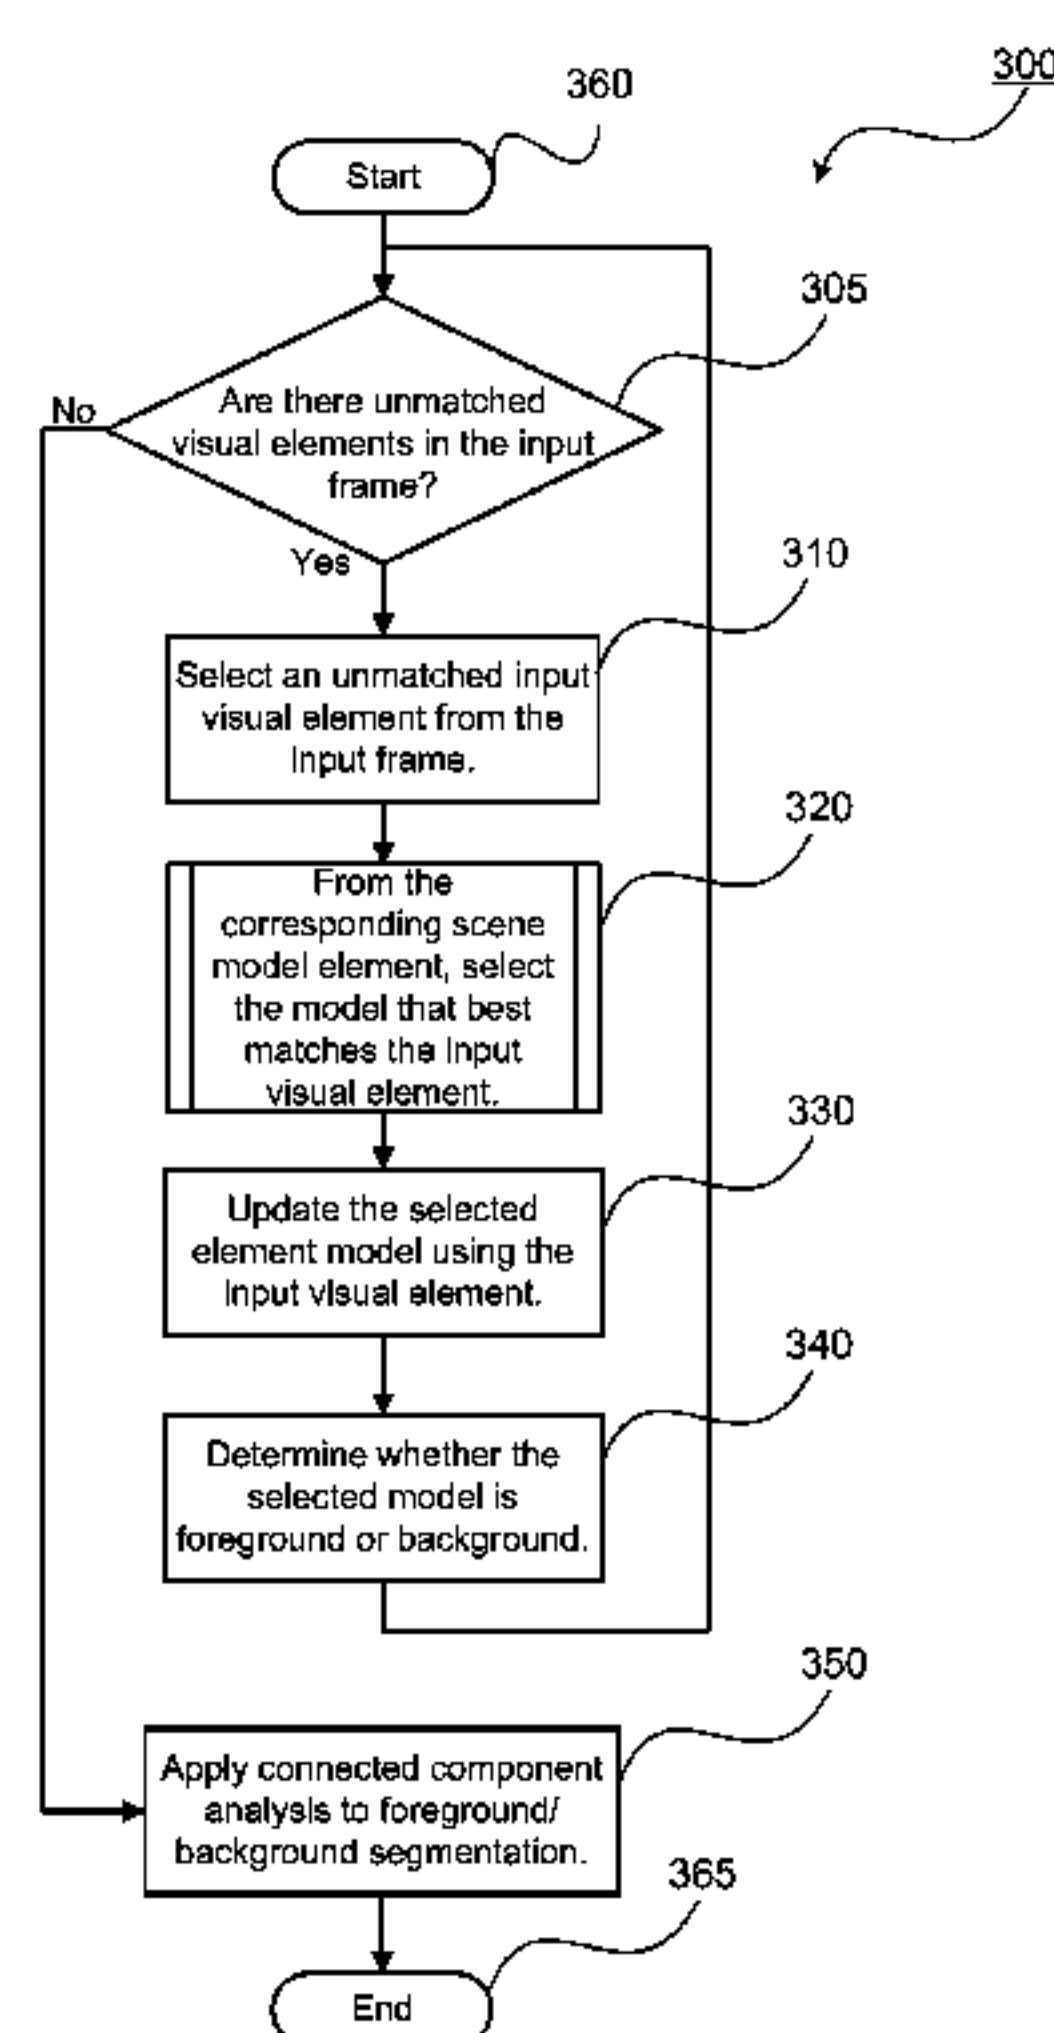 300
360
Start
305
No
Are there unmatched
visual elements in the input
frame?
Yes
310
Select an unmatched input
visual element from the
input frame.
320
From the
corresponding scene
model element, select
the model that best
matches the input
visual element.
330
Update the selected
element model using the
input visual element.
340
Determine whether the
selected model is
foreground or background.
350
Apply connected component
analysis to foreground/
background segmentation.
365
End